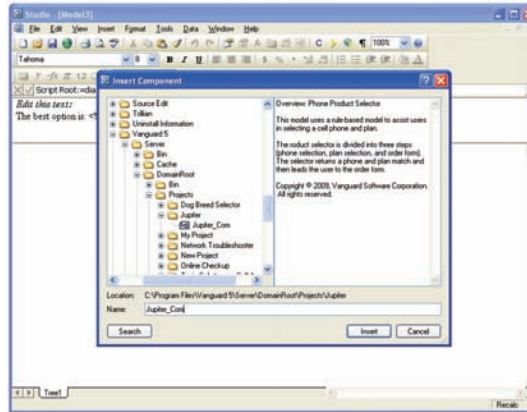 Studio - [Model3]
File Edit View Insert Format Tools Data Window Help
100%
Tahoma 8 B I U
Script Root:=dia
Edit this text:
The best option is: <%
Insert Component
Source Edit
Trillian
Uninstall Information
Vanguard 5
Server
Bin
Cache
DomainRoot
Bin
Projects
Dog Breed Selector
Jupiter
Jupiter_Com
My Project
Network Troubleshooter
New Project
Online Checkup
Overview: Phone Product Selector
This model uses a rule-based model to assist users
in selecting a cell phone and plan.
The roduct selector is divided into three steps
(phone selection, plan selection, and order form).
The selector returns a phone and plan match and
then leads the user to the order form.
Copyright © 2009, Vanguard Software Corporation.
All rights reserved.
Location: C:\Program Files\Vanguard 5\Server\DomainRoot\Projects\Jupiter
Name: Jupiter_Com
Search Insert Cancel
Tree1
Recalc